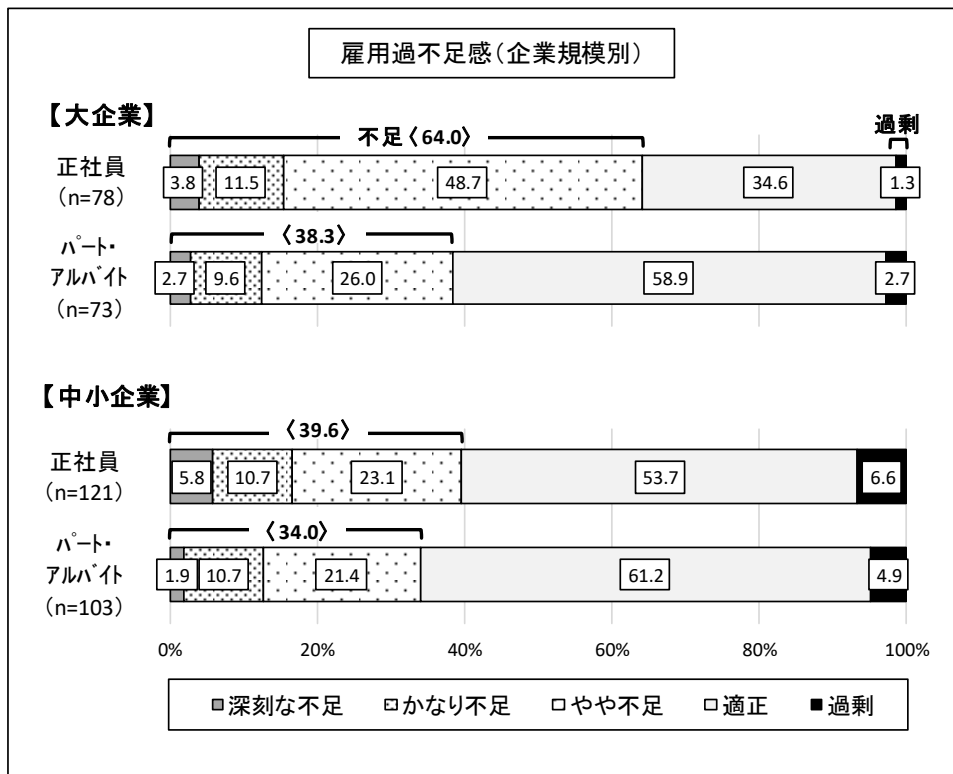 雇用過不足感(企業規模別)
【大企業】
不足〈64.0〉
過剰
正社員
(n=78)
3.8
11.5
48.7
34.6
1.3
〈38.3〉
パート・
アルバイト
(n=73)
2.7
9.6
26.0
58.9
2.7
【中小企業】
〈39.6〉
正社員
(n=121)
5.8
10.7
23.1
53.7
6.6
〈34.0〉
パート・
アルバイト
(n=103)
1.9
10.7
21.4
61.2
4.9
0%
20%
40%
60%
80%
100%
深刻な不足
かなり不足
やや不足
適正
過剰